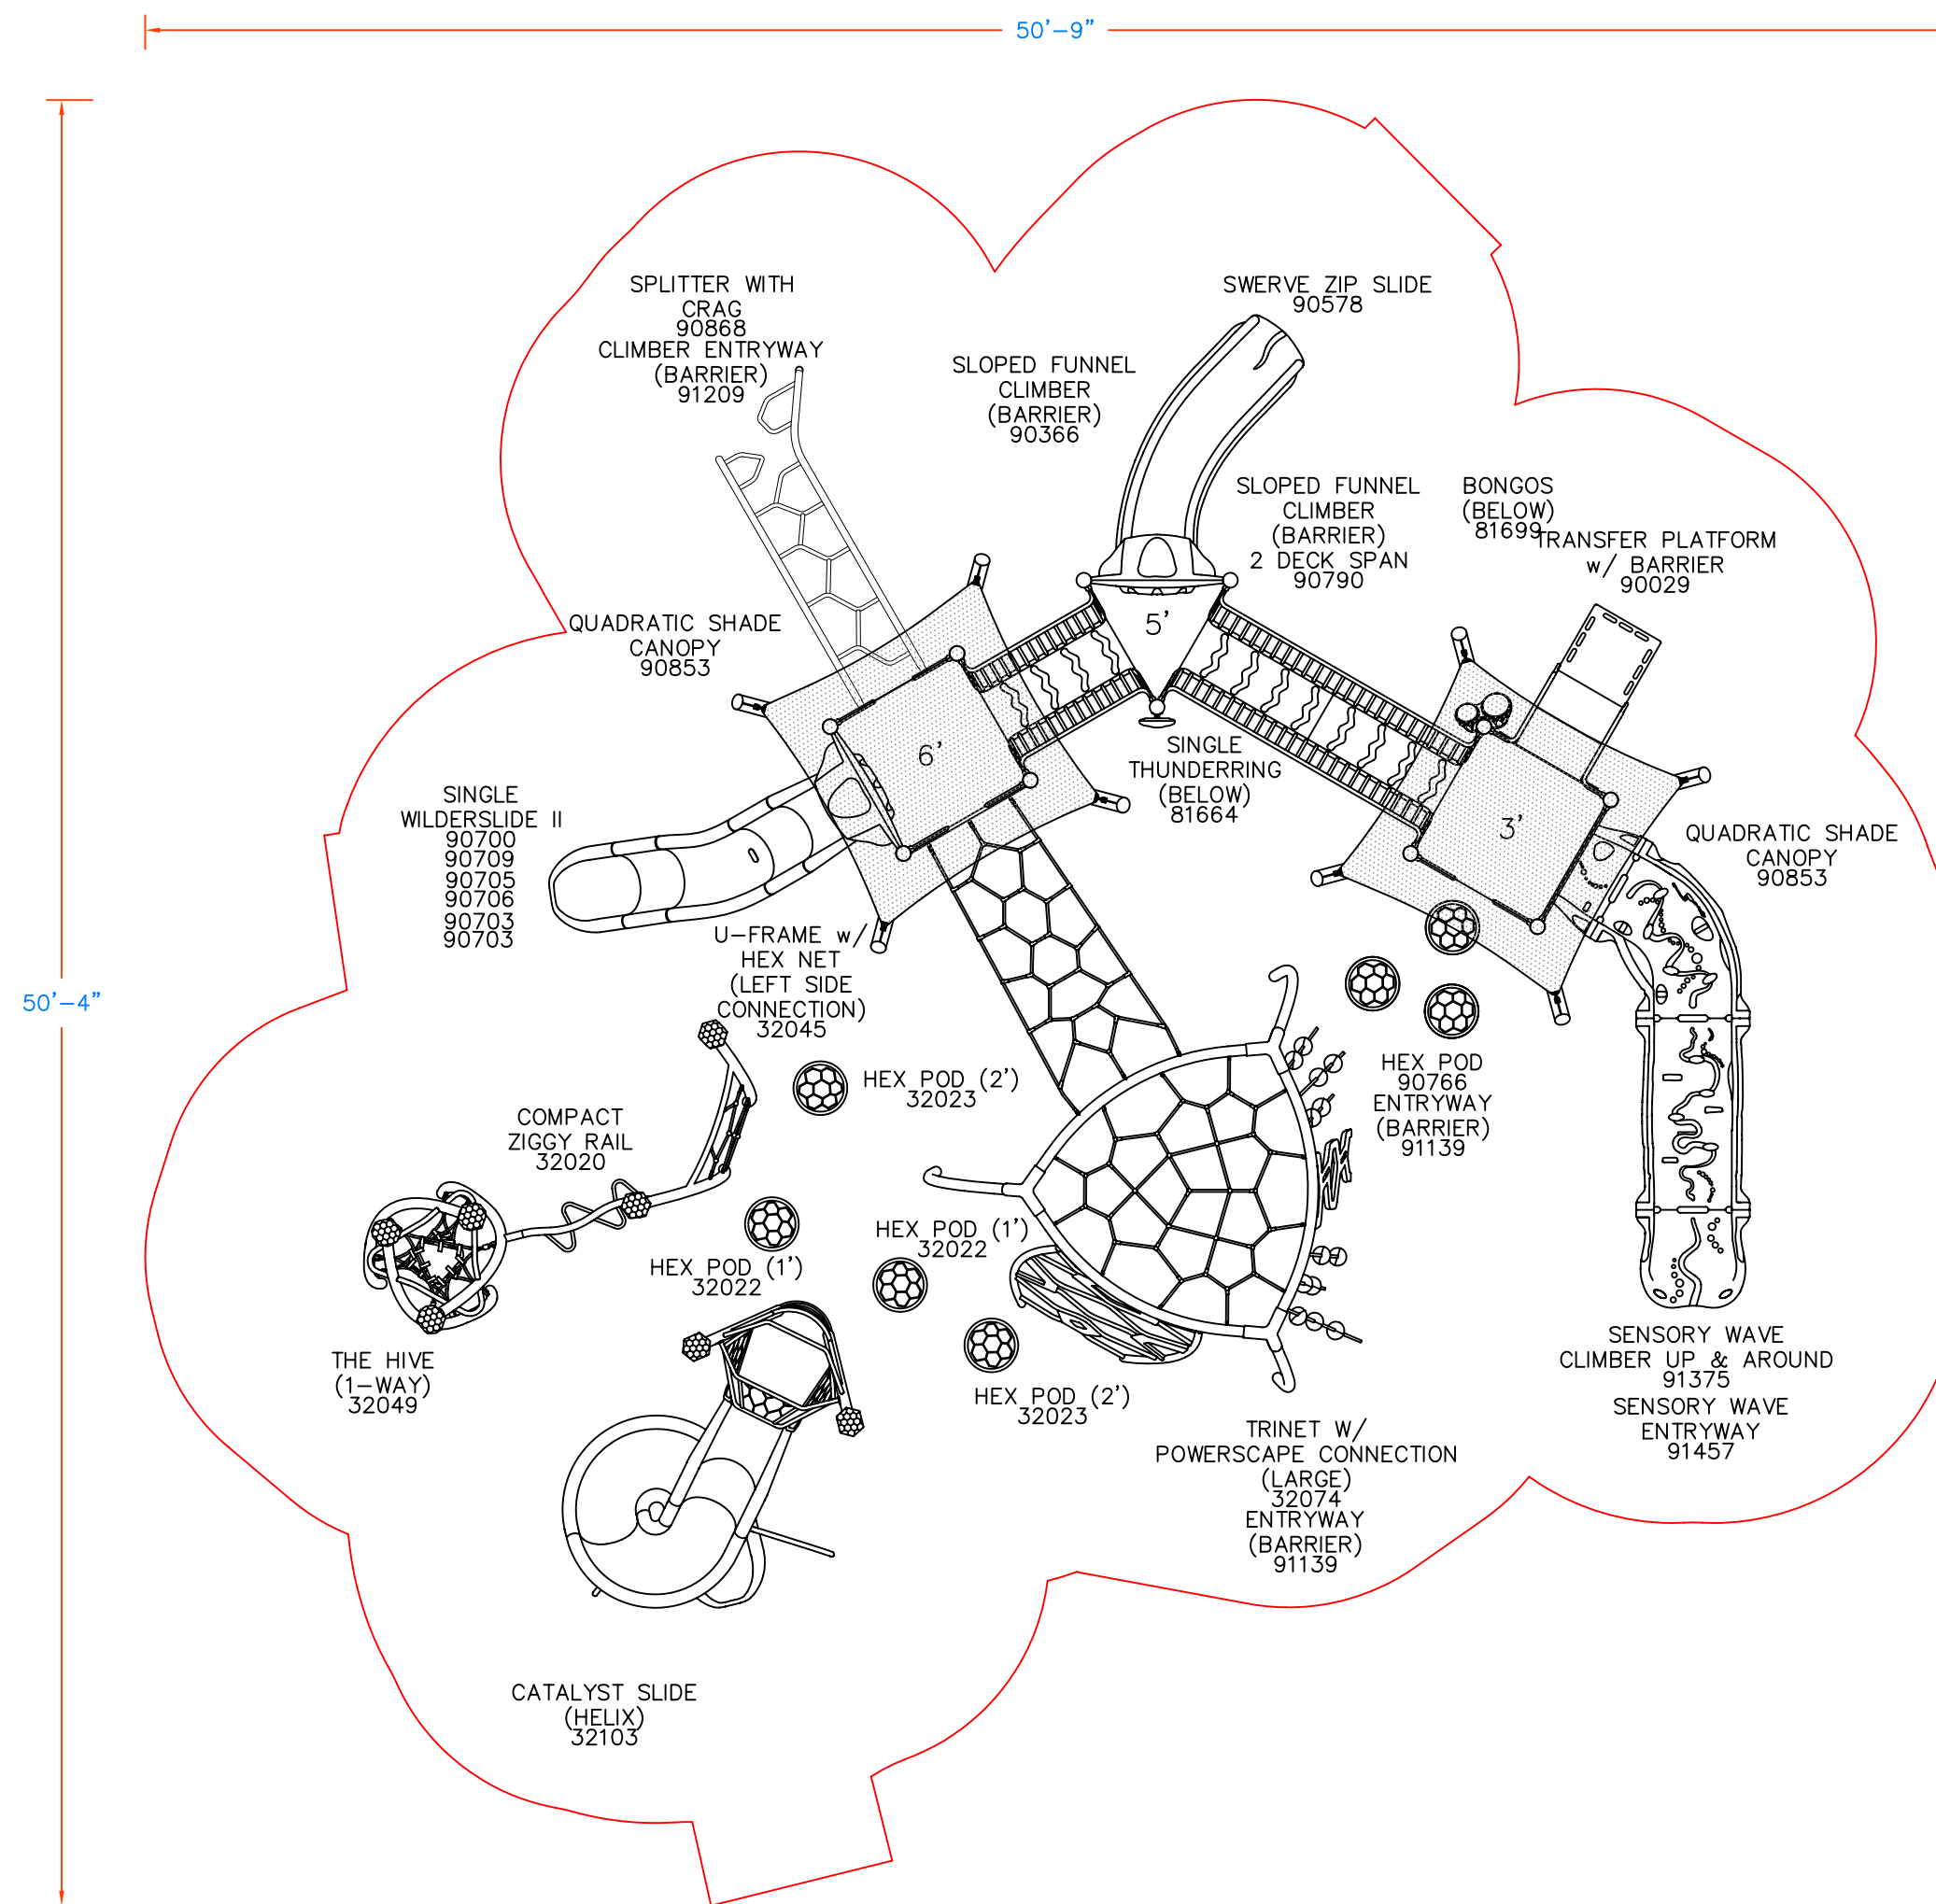 50'-9"
SPLITTER WITH
CRAG
90868
CLIMBER ENTRYWAY
(BARRIER)
91209
SWERVE ZIP SLIDE
90578
SLOPED FUNNEL
CLIMBER
(BARRIER)
90366
SLOPED FUNNEL
CLIMBER
(BARRIER)
2 DECK SPAN
90790
BONGOS
(BELOW)
81699
TRANSFER PLATFORM
w/ BARRIER
90029
QUADRATIC SHADE
CANOPY
90853
5'
6'
3'
SINGLE
THUNDERRING
(BELOW)
81664
SINGLE
WILDERSLIDE II
90700
90709
90705
90706
90703
90703
QUADRATIC SHADE
CANOPY
90853
U-FRAME w/
HEX NET
(LEFT SIDE
CONNECTION)
32045
50'-4"
HEX POD (2')
32023
HEX POD
90766
ENTRYWAY
(BARRIER)
91139
COMPACT
ZIGGY RAIL
32020
HEX POD (1')
32022
HEX POD (1')
32022
THE HIVE
(1-WAY)
32049
HEX POD (2')
32023
SENSORY WAVE
CLIMBER UP & AROUND
91375
SENSORY WAVE
ENTRYWAY
91457
TRINET W/
POWERSCAPE CONNECTION
(LARGE)
32074
ENTRYWAY
(BARRIER)
91139
CATALYST SLIDE
(HELIX)
32103